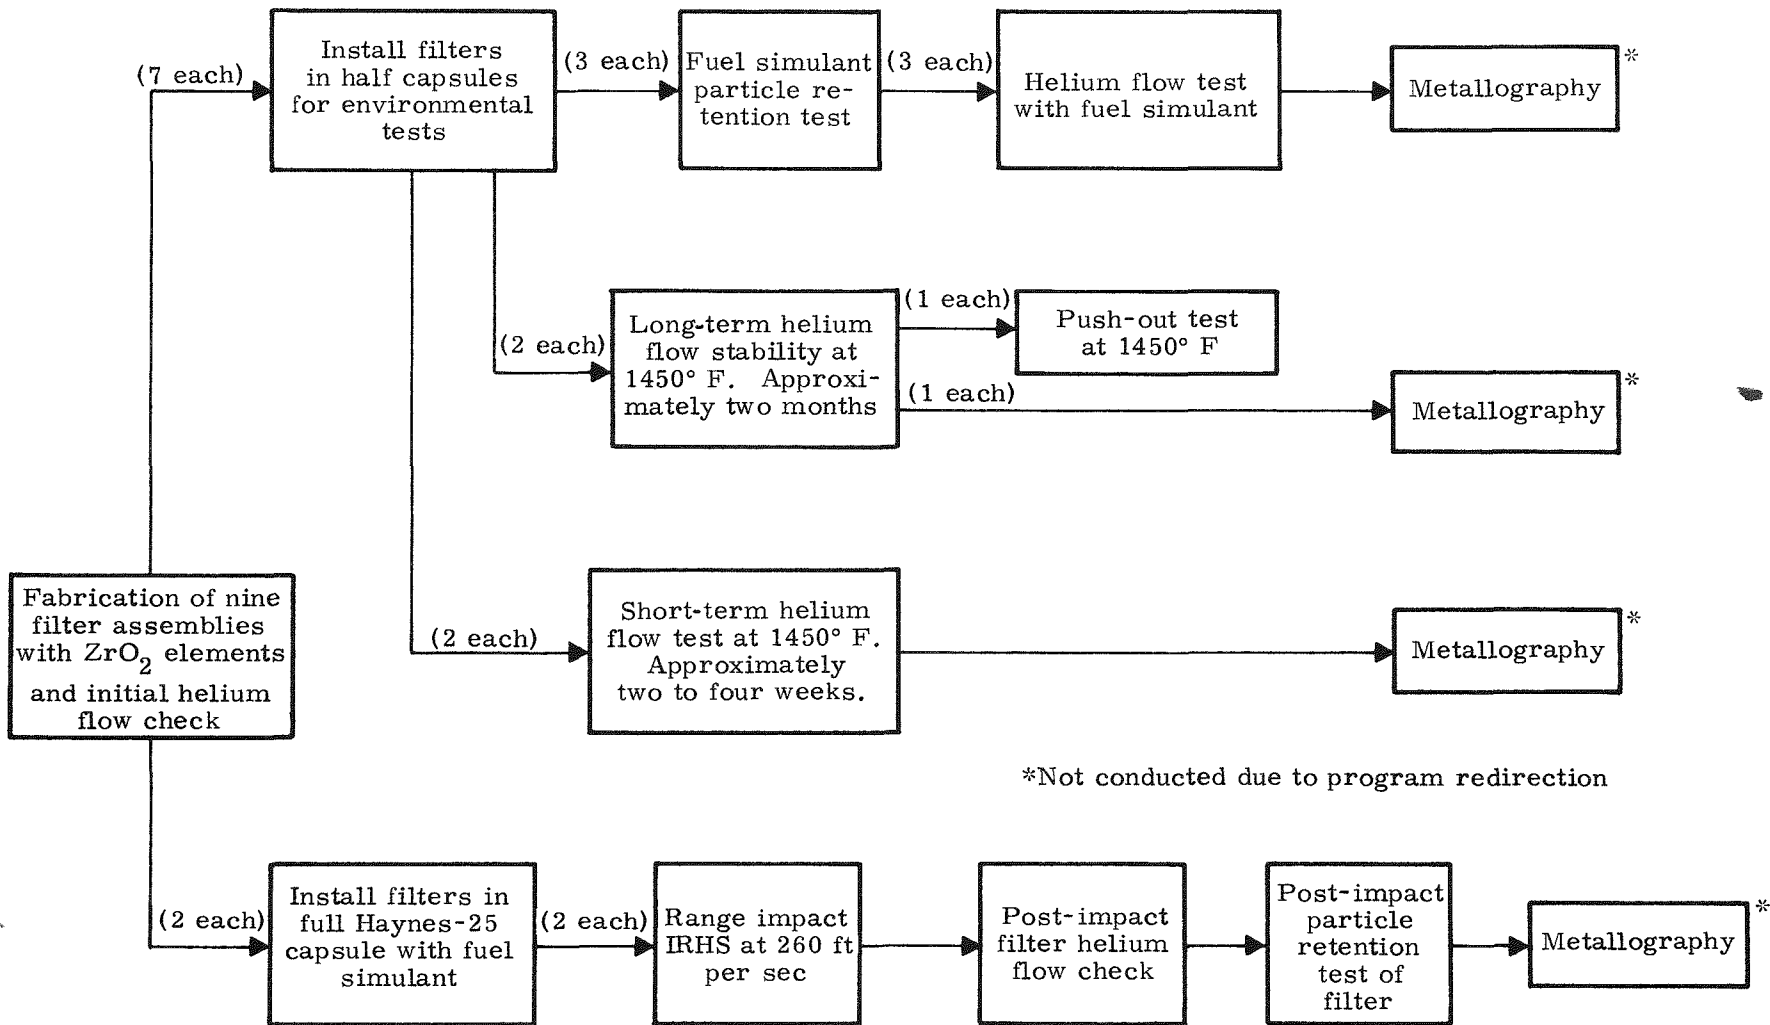 (7 each)
Install filters
in half capsules
for environmental
tests
(3 each)
Fuel simulant
particle re-
tention test
(3 each)
Helium flow test
with fuel simulant
Metallography
*
(2 each)
Long-term helium
flow stability at
1450° F. Approxi-
mately two months
(1 each)
Push-out test
at 1450° F
(1 each)
Metallography
*
Fabrication of nine
filter assemblies
with ZrO2 elements
and initial helium
flow check
(2 each)
Short-term helium
flow test at 1450° F.
Approximately
two to four weeks.
Metallography
*
*Not conducted due to program redirection
(2 each)
Install filters in
full Haynes-25
capsule with fuel
simulant
(2 each)
Range impact
IRHS at 260 ft
per sec
Post-impact
filter helium
flow check
Post-impact
particle
retention
test of
filter
Metallography
*